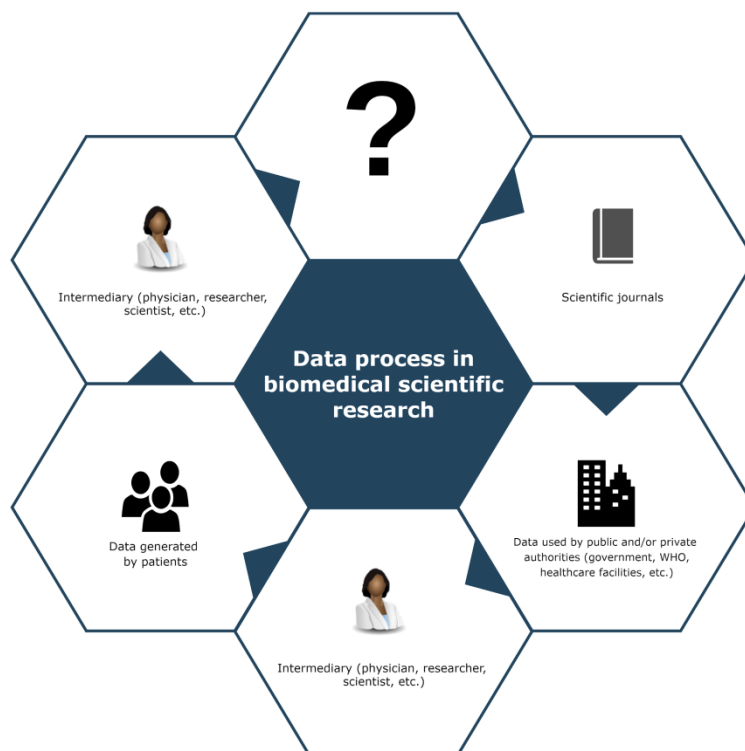 ?
Intermediary (physician, researcher,
scientist, etc.)
Scientific journals
Data process in
biomedical scientific
research
Data generated
by patients
Data used by public and/or private
authorities (government, WHO,
healthcare facilities, etc.)
Intermediary (physician, researcher,
scientist, etc.)